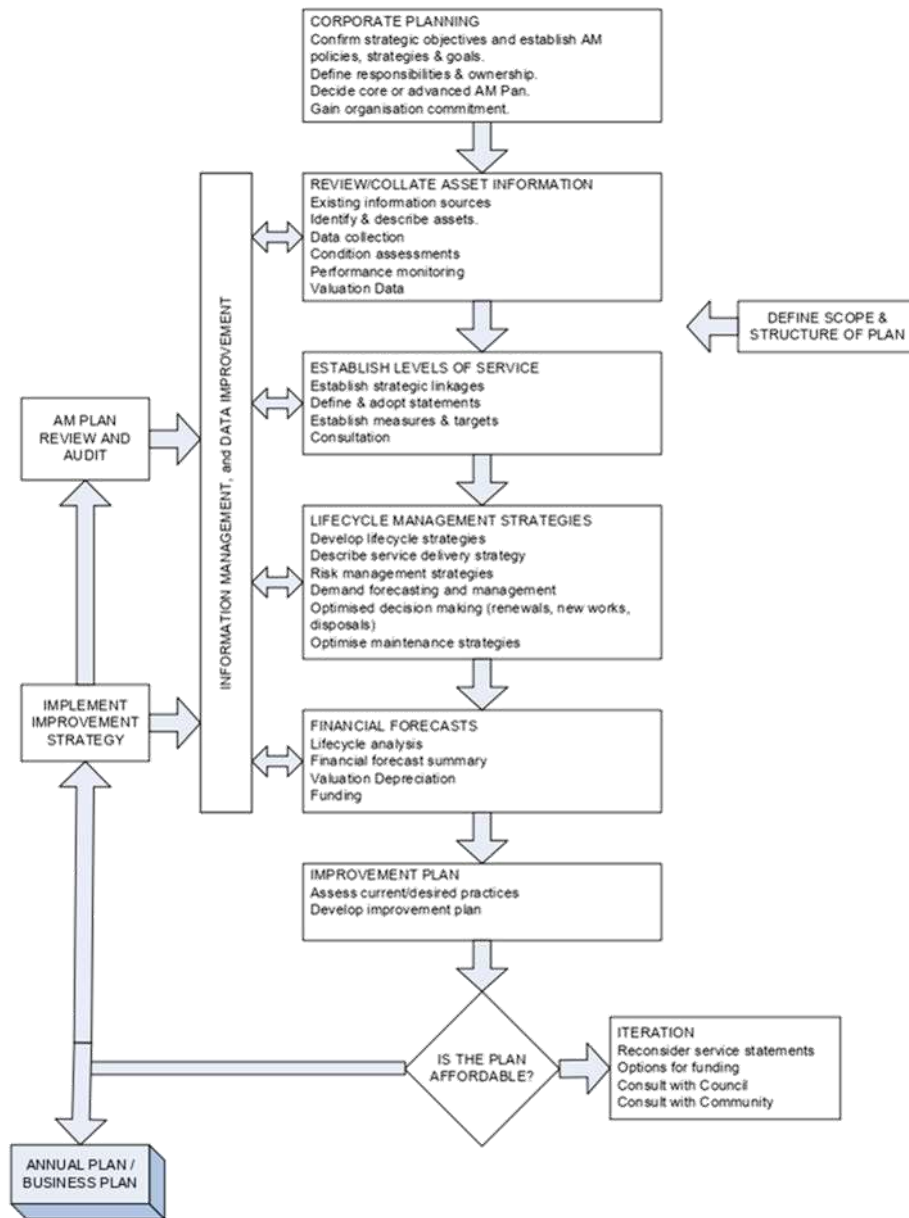 CORPORATE PLANNING
Confirm strategic objectives and establish AM
policies, strategies & goals.
Define responsibilities & ownership.
Decide core or advanced AM Pan.
Gain organisation commitment.
REVIEW/COLLATE ASSET INFORMATION
Existing information sources
Identify & describe assets.
Data collection
Condition assessments
Performance monitoring
Valuation Data
DEFINE SCOPE &
STRUCTURE OF PLAN
INFORMATION MANAGEMENT, and DATA IMPROVEMENT
ESTABLISH LEVELS OF SERVICE
Establish strategic linkages
Define & adopt statements
Establish measures & targets
Consultation
AM PLAN
REVIEW AND
AUDIT
LIFECYCLE MANAGEMENT STRATEGIES
Develop lifecycle strategies
Describe service delivery strategy
Risk management strategies
Demand forecasting and management
Optimised decision making (renewals, new works,
disposals)
Optimise maintenance strategies
IMPLEMENT
IMPROVEMENT
STRATEGY
FINANCIAL FORECASTS
Lifecycle analysis
Financial forecast summary
Valuation Depreciation
Funding
IMPROVEMENT PLAN
Assess current/desired practices
Develop improvement plan
IS THE PLAN
AFFORDABLE?
ITERATION
Reconsider service statements
Options for funding
Consult with Council
Consult with Community
ANNUAL PLAN /
BUSINESS PLAN